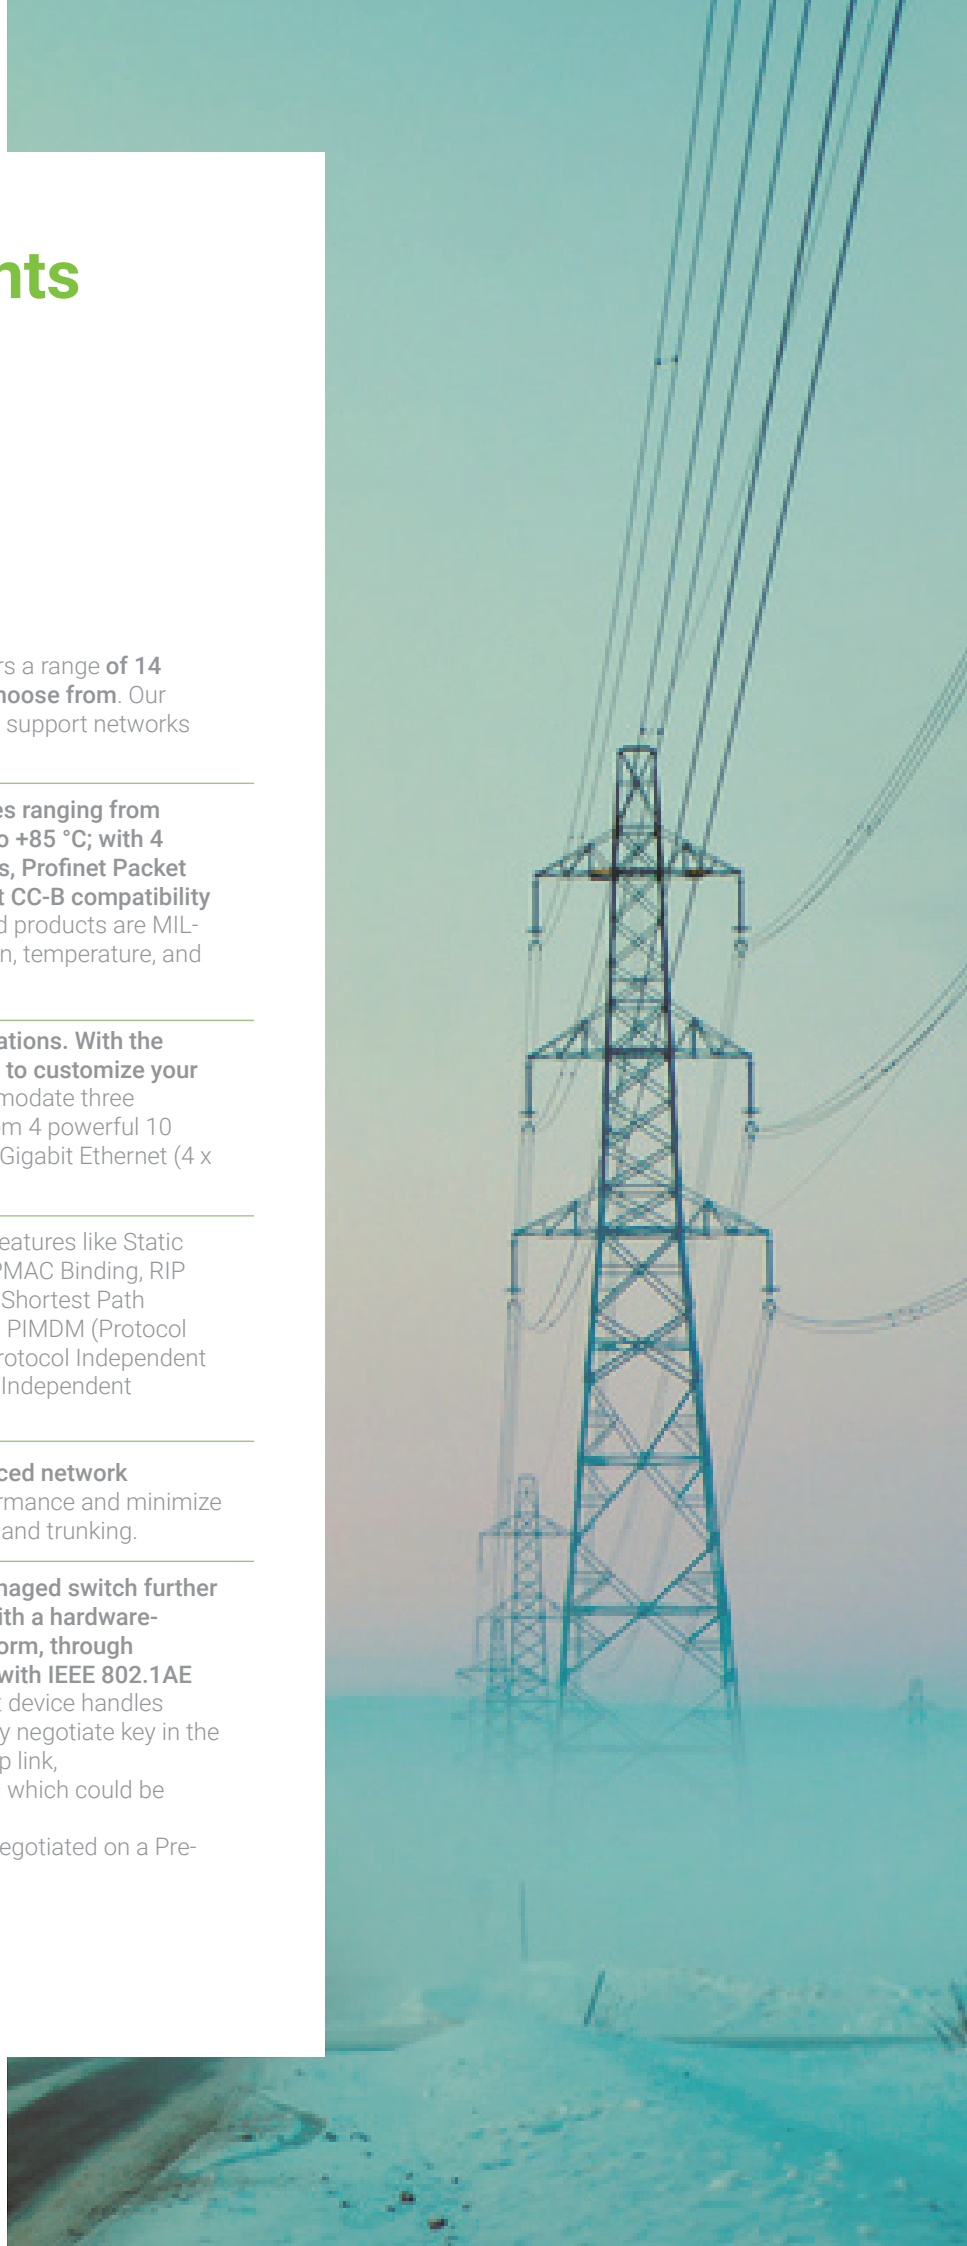 nts
rs a range of 14
hoose from. Our
support networks
es ranging from
o +85 °C; with 4
s, Profinet Packet
t CC-B compatibility
d products are MIL-
n, temperature, and
ations. With the
to customize your
modate three
om 4 powerful 10
Gigabit Ethernet (4 x
eatures like Static
PMAC Binding, RIP
Shortest Path
PIMDM (Protocol
rotocol Independent
Independent
ced network
rmance and minimize
and trunking.
naged switch further
ith a hardware-
orm, through
with IEEE 802.1AE
t device handles
y negotiate key in the
p link,
which could be
egotiated on a Pre-